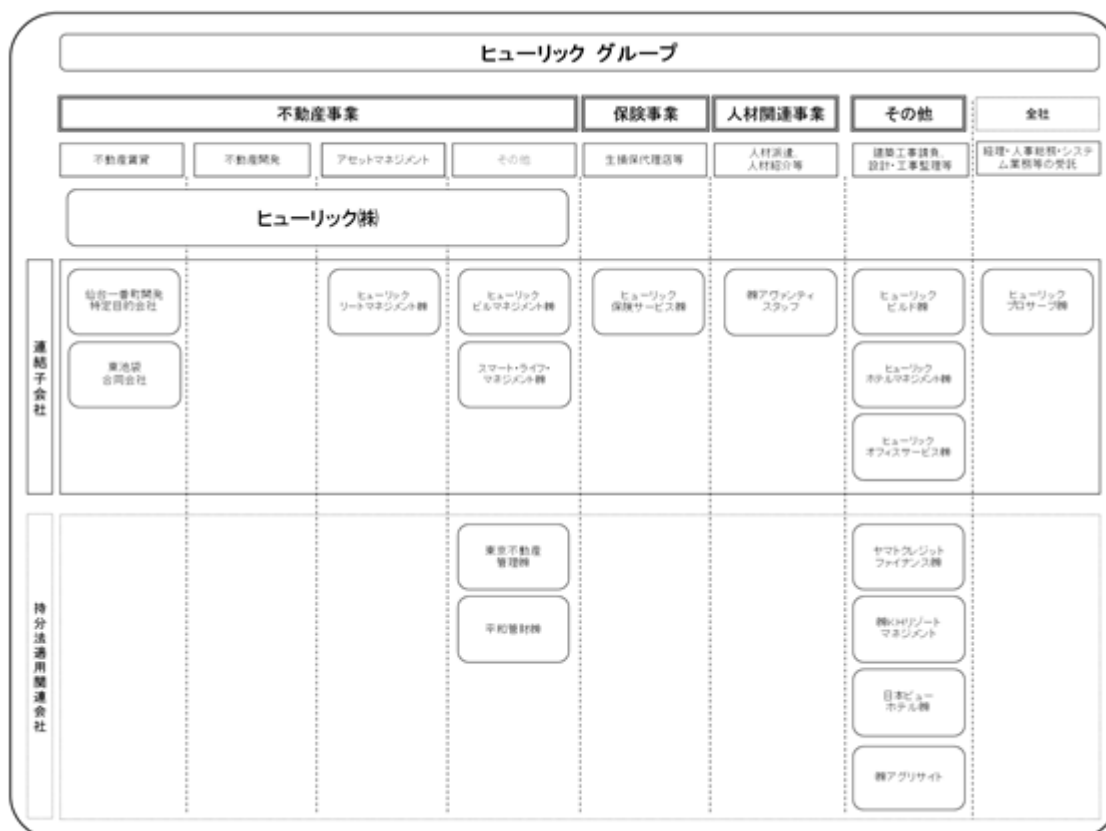 ヒューリック グループ
不動産事業
保険事業
人材関連事業
その他
全社
不動産賃貸
不動産開発
アセットマネジメント
その他
生損保代理店等
人材派遣、
人材紹介等
建築工事請負、
設計・工事監理等
経理・人事総務・システ
ム業務等の受託
ヒューリック㈱
連結子会社
仙台一番町開発
特定目的会社
東池袋
合同会社
ヒューリック
リートマネジメント㈱
ヒューリック
ビルマネジメント㈱
スマート・ライフ・
マネジメント㈱
ヒューリック
保険サービス㈱
㈱アヴァンティ
スタッフ
ヒューリック
ビルド㈱
ヒューリック
ホテルマネジメント㈱
ヒューリック
オフィスサービス㈱
ヒューリック
プロサーブ㈱
持分法適用関連会社
東京不動産
管理㈱
平和管財㈱
ヤマトクレジット
ファイナンス㈱
㈱KHリゾート
マネジメント
日本ビュー
ホテル㈱
㈱アグリサイト